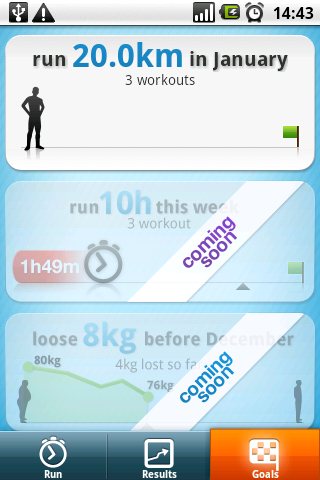 14:43
run 20.0km in January
3 workouts
run 10h this week
3 workout
coming
soon
1h49m
loose 8kg before December
80kg
4kg lost so fa
76kg
coming
soon
Run
Results
Goals